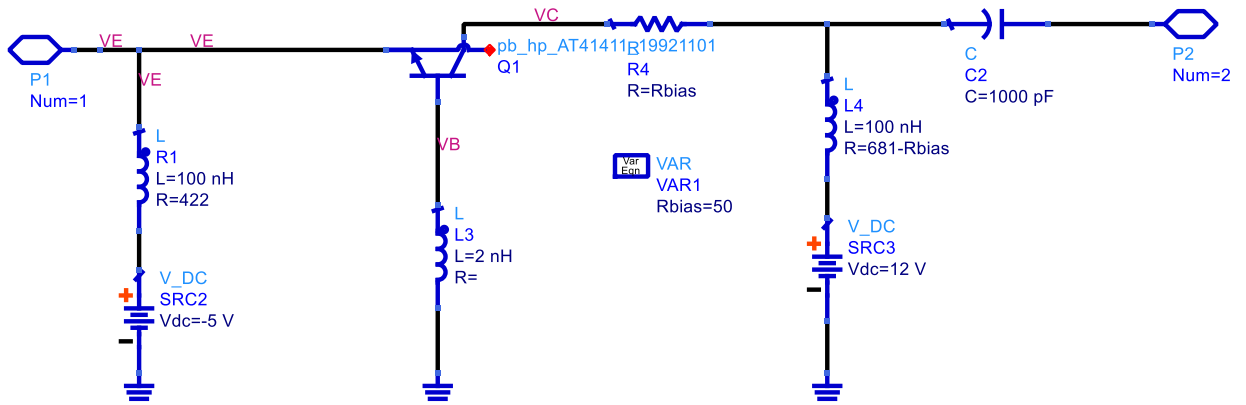 VC
VE
VE
pb_hp_AT41411_19921101
R
Q1
P1
Num=1
VE
R4
R=Rbias
C
C2
C=1000 pF
P2
Num=2
L
L4
L=100 nH
R=681-Rbias
L
R1
L=100 nH
R=422
VB
Var
Eqn
VAR
VAR1
Rbias=50
L
L3
L=2 nH
R=
V_DC
SRC3
Vdc=12 V
V_DC
SRC2
Vdc=-5 V